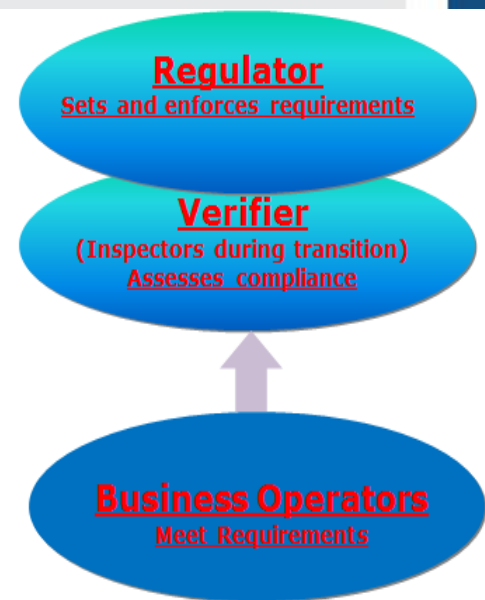 Regulator
Sets and enforces requirements
Verifier
(Inspectors during transition)
Assesses compliance
Business Operators
Meet Requirements